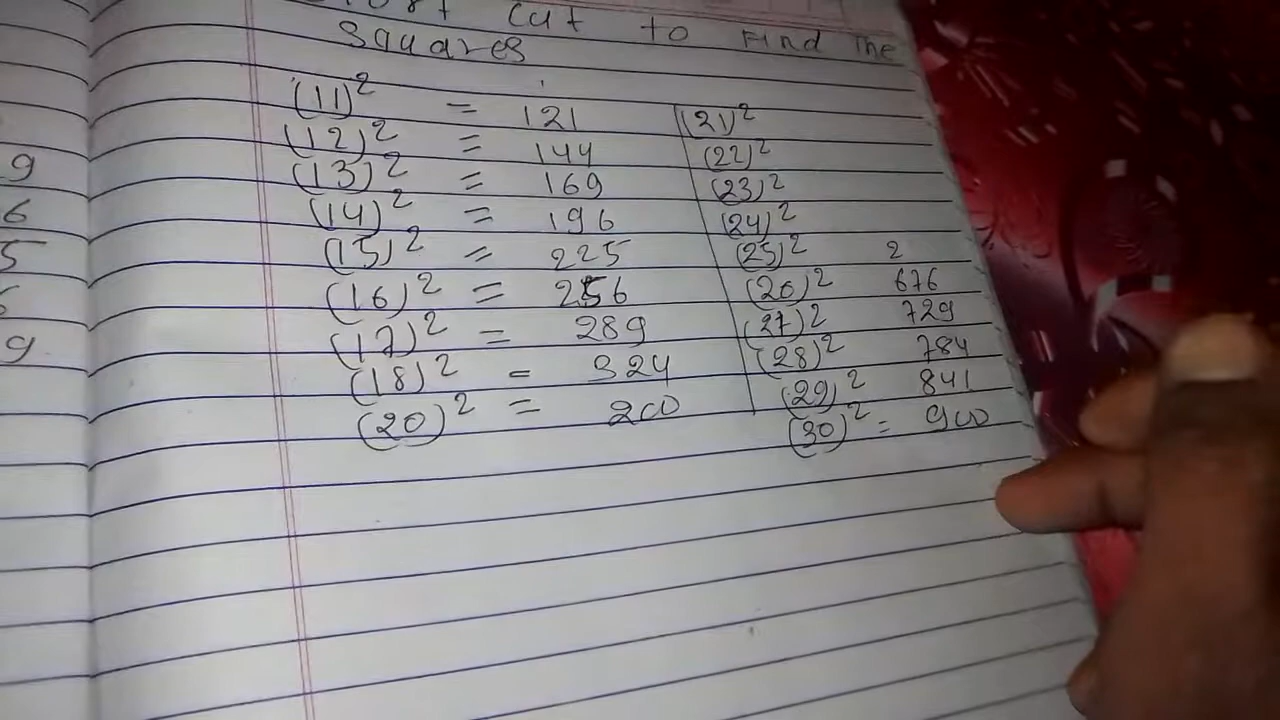 Cut to Find The
Squares
(11)² = 121
(12)² = 144
(13)² = 169
(14)² = 196
(15)² = 225
(16)² = 256
(17)² = 289
(18)² = 324
(20)² = 200
(21)²
(22)²
(23)²
(24)²
(25)² 2
(26)² 676
(27)² 729
(28)² 784
(29)² 841
(30)² = 900
9
6
5
9